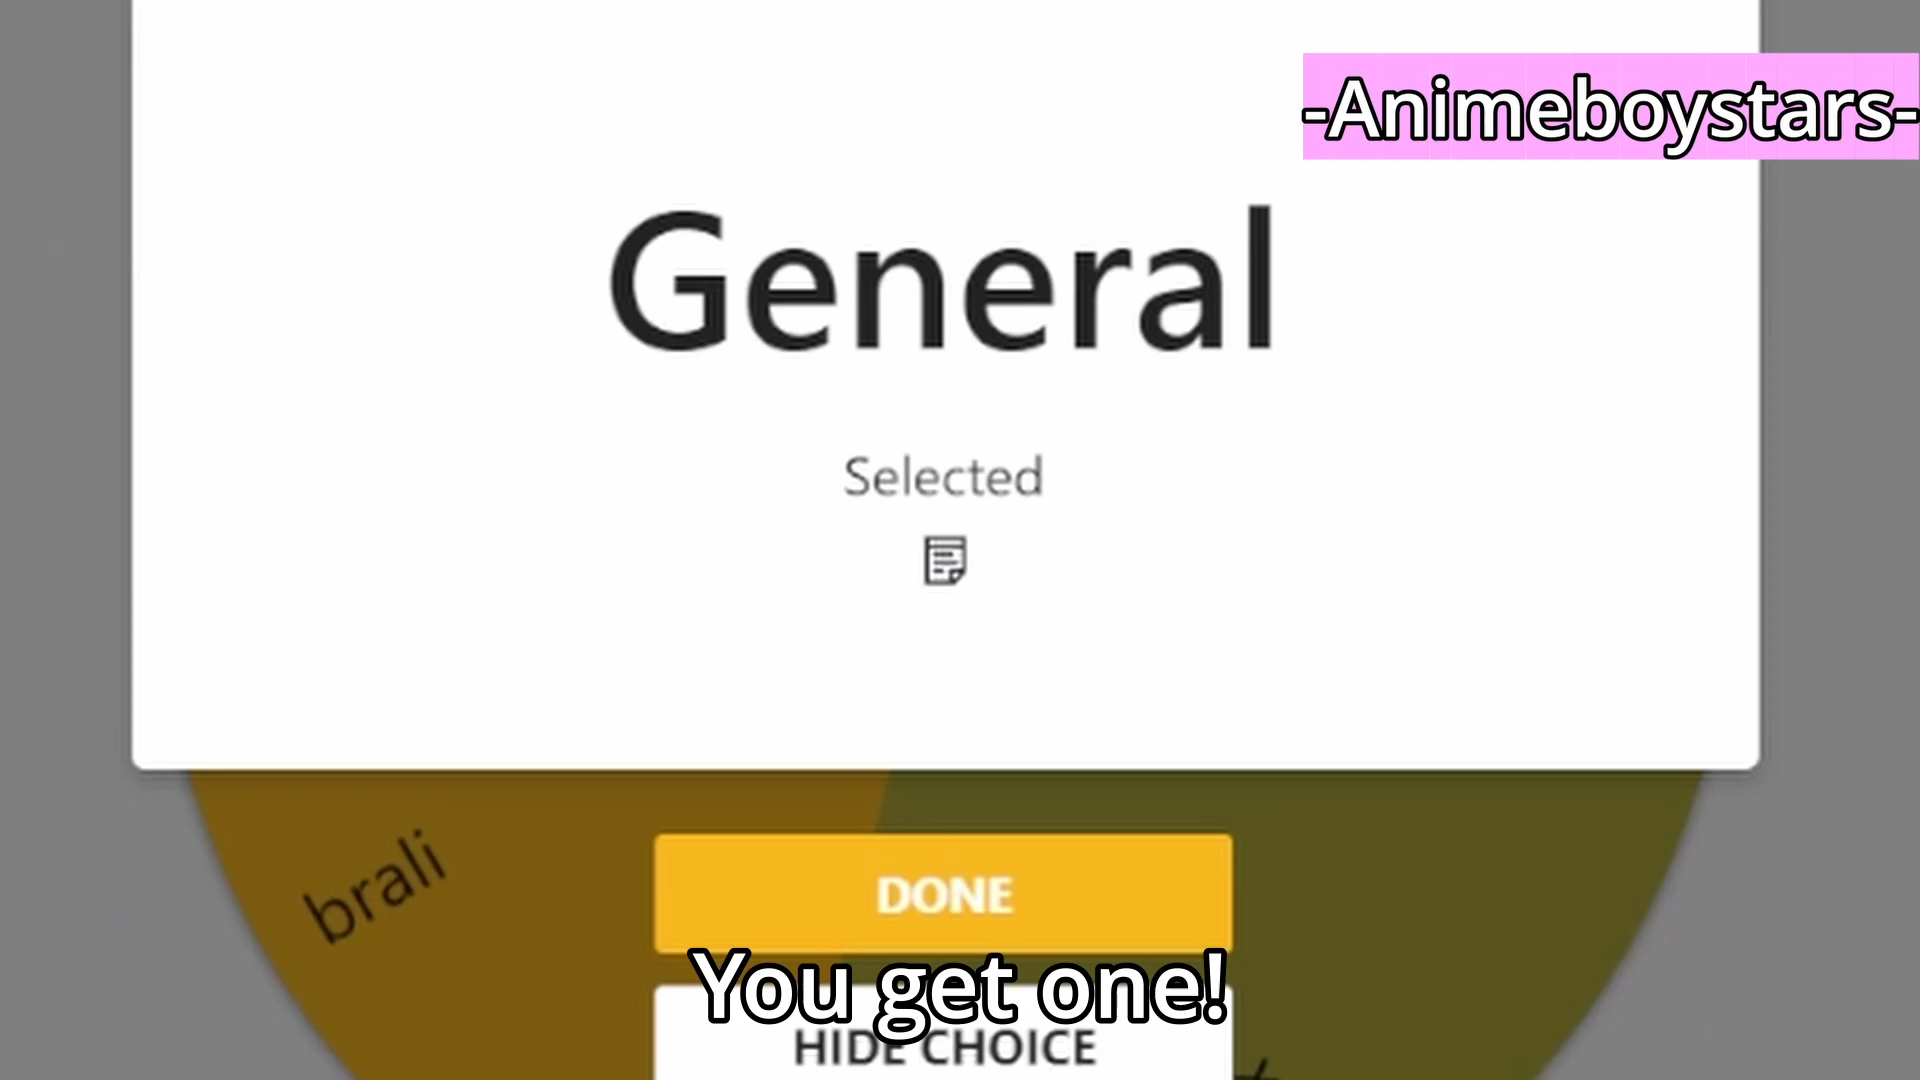 -Animeboystars-
General
Selected
brali
DONE
You get one!
HIDE CHOICE